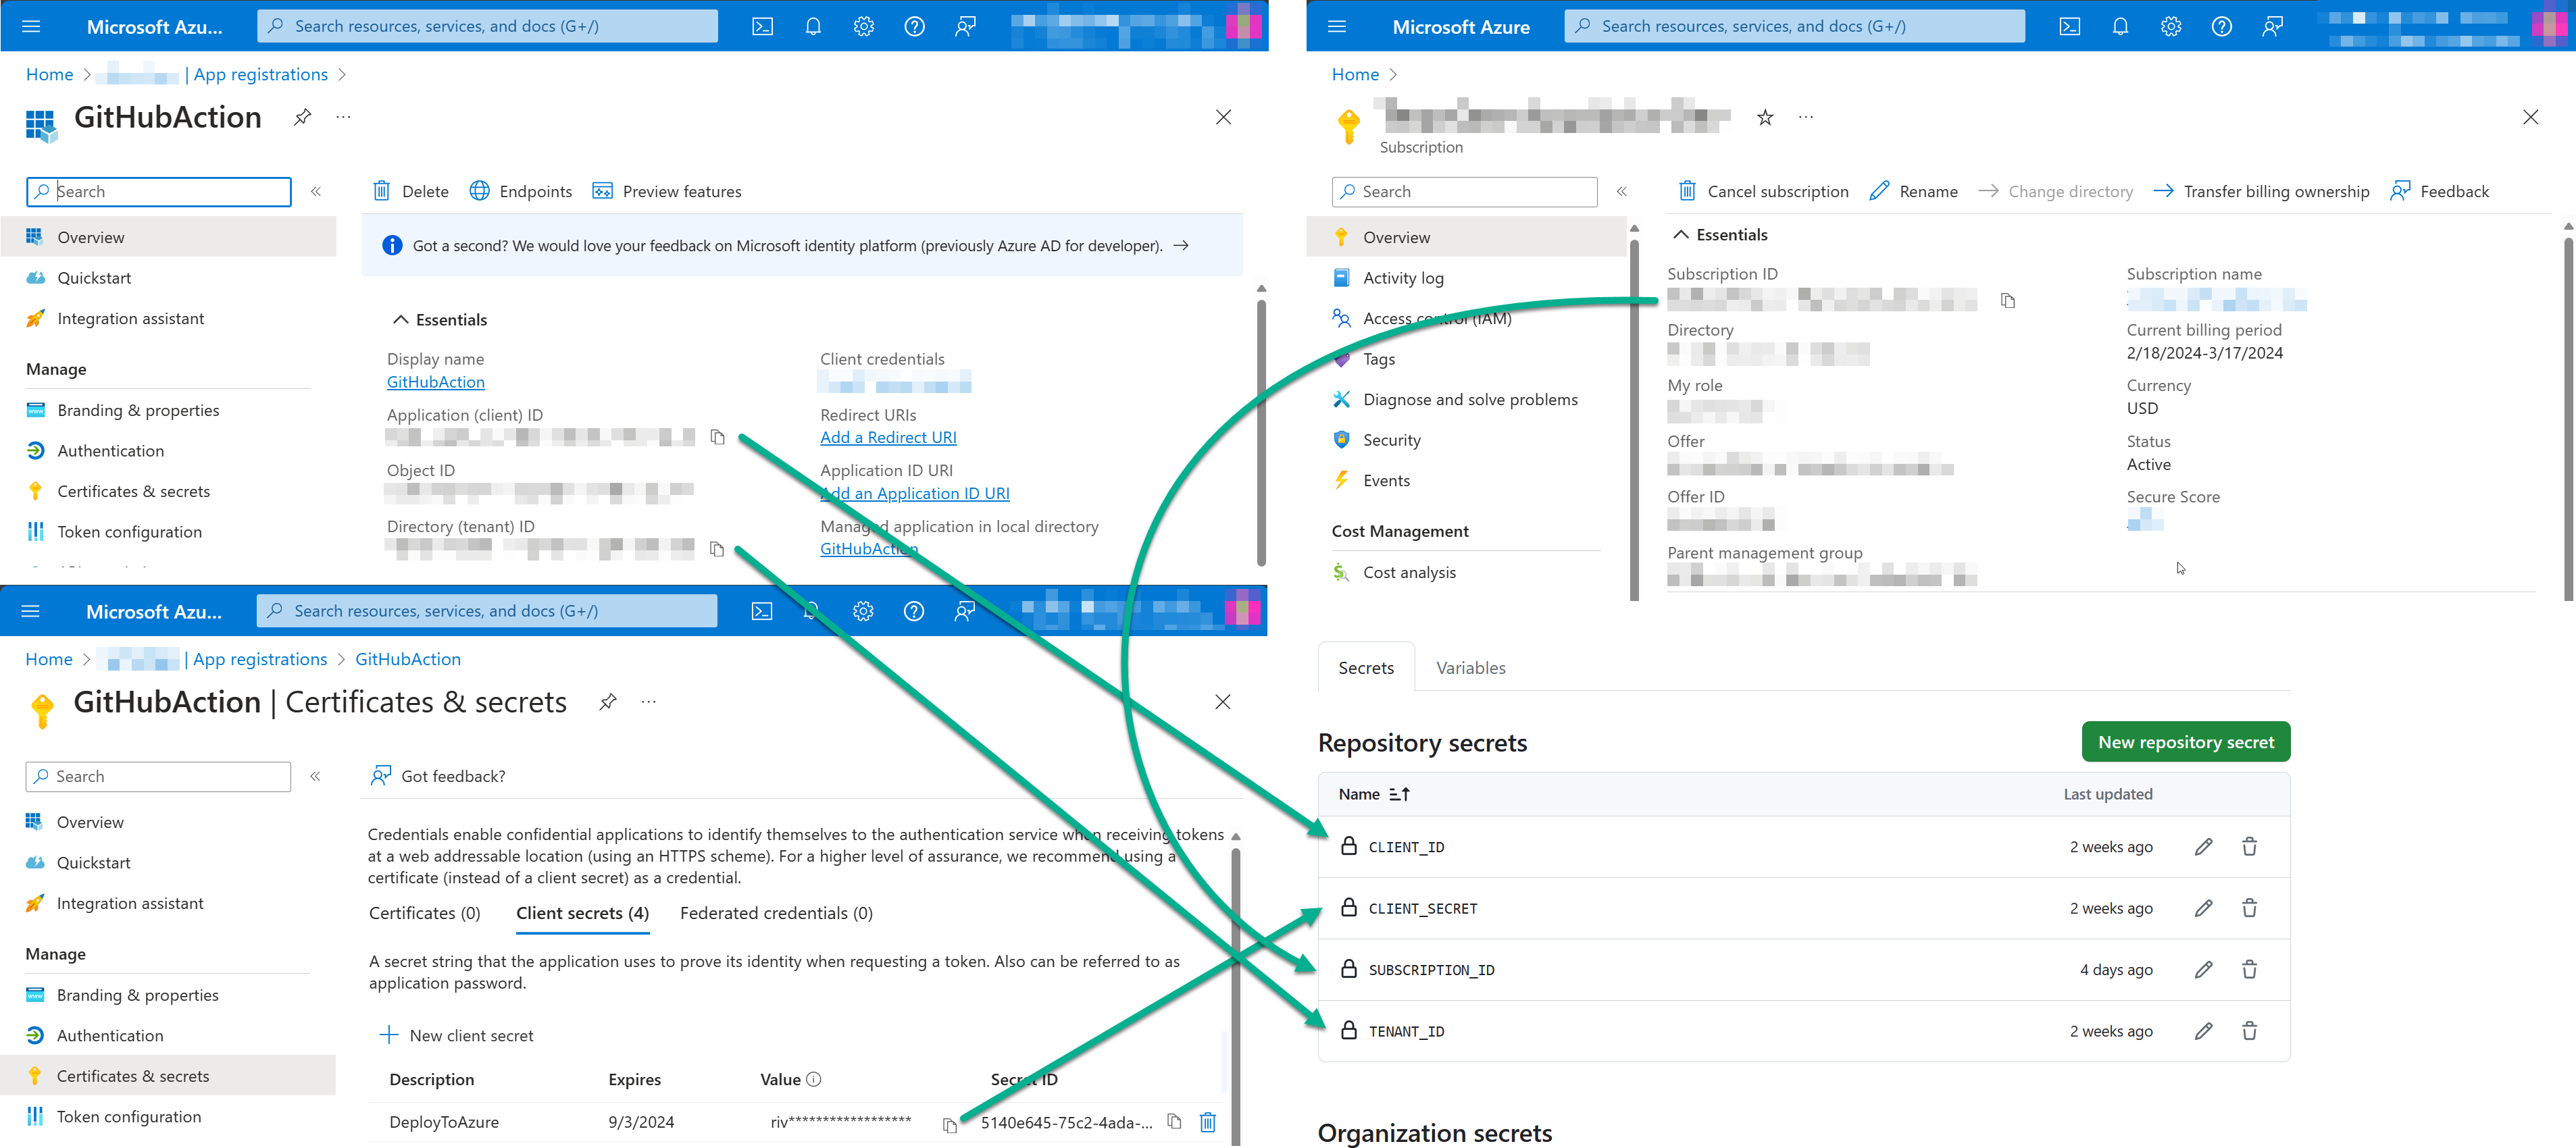 Microsoft Azu...
Search resources, services, and docs (G+/)
Home > | App registrations >
GitHubAction
...
Search
«
Delete
Endpoints
Preview features
Overview
Quickstart
Integration assistant
Manage
Branding & properties
Authentication
Certificates & secrets
Token configuration
Got a second? We would love your feedback on Microsoft identity platform (previously Azure AD for developer). →
Essentials
Display name
GitHubAction
Application (client) ID
Object ID
Directory (tenant) ID
Client credentials
Redirect URIs
Add a Redirect URI
Application ID URI
Add an Application ID URI
Managed application in local directory
GitHubAction
Microsoft Azure
Search resources, services, and docs (G+/)
Home >
...
Subscription
Search
«
Cancel subscription
Rename
Change directory
Transfer billing ownership
Feedback
Overview
Activity log
Access control (IAM)
Tags
Diagnose and solve problems
Security
Events
Cost Management
Cost analysis
Essentials
Subscription ID
Directory
My role
Offer
Offer ID
Parent management group
Subscription name
Current billing period
2/18/2024-3/17/2024
Currency
USD
Status
Active
Secure Score
Microsoft Azu...
Search resources, services, and docs (G+/)
Home > | App registrations > GitHubAction
GitHubAction | Certificates & secrets
...
Search
«
Got feedback?
Overview
Quickstart
Integration assistant
Manage
Branding & properties
Authentication
Certificates & secrets
Token configuration
Credentials enable confidential applications to identify themselves to the authentication service when receiving tokens
at a web addressable location (using an HTTPS scheme). For a higher level of assurance, we recommend using a
certificate (instead of a client secret) as a credential.
Certificates (0)
Client secrets (4)
Federated credentials (0)
A secret string that the application uses to prove its identity when requesting a token. Also can be referred to as
application password.
+ New client secret
Description Expires Value Secret ID
DeployToAzure 9/3/2024 riv****************** 5140e645-75c2-4ada-...
Secrets
Variables
Repository secrets
New repository secret
Name
Last updated
CLIENT_ID 2 weeks ago
CLIENT_SECRET 2 weeks ago
SUBSCRIPTION_ID 4 days ago
TENANT_ID 2 weeks ago
Organization secrets